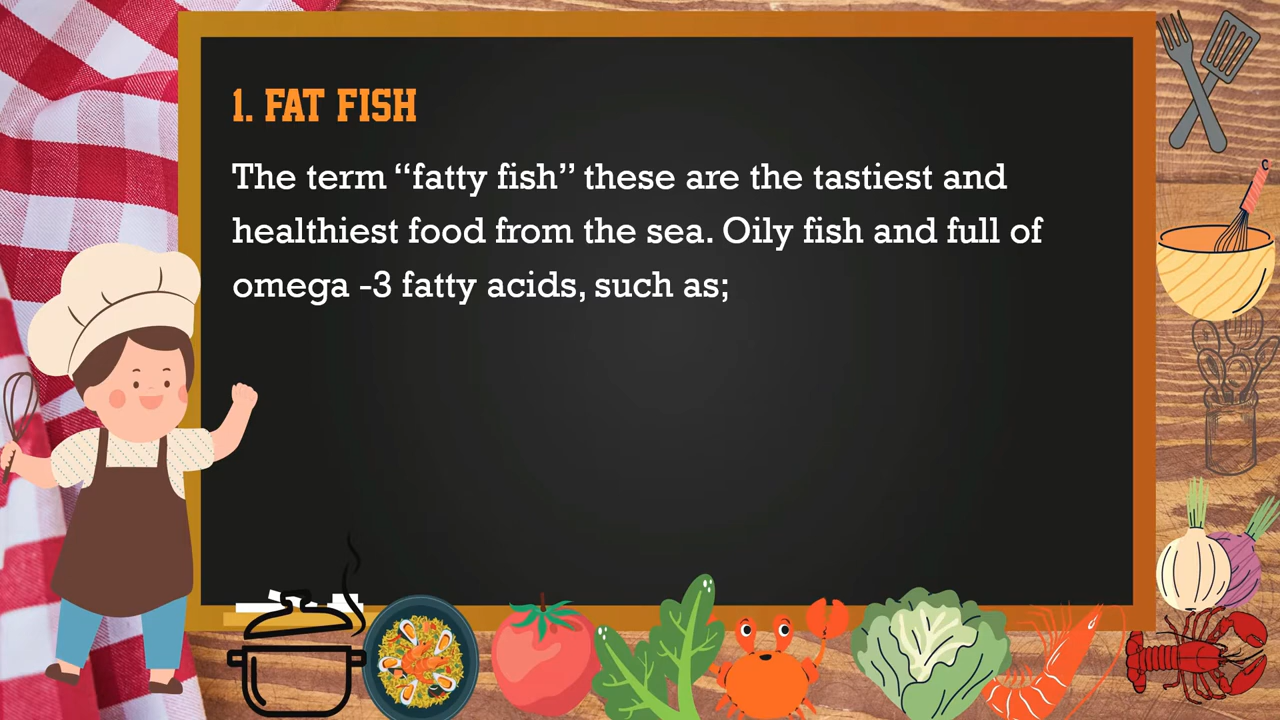 1. FAT FISH
The term “fatty fish” these are the tastiest and
healthiest food from the sea. Oily fish and full of
omega -3 fatty acids, such as;